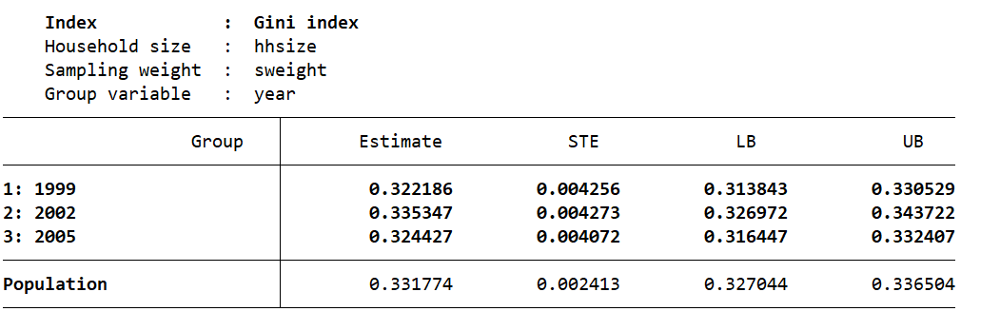 Index : Gini index
Household size : hhsize
Sampling weight : sweight
Group variable : year
Group Estimate STE LB UB
1: 1999 0.322186 0.004256 0.313843 0.330529
2: 2002 0.335347 0.004273 0.326972 0.343722
3: 2005 0.324427 0.004072 0.316447 0.332407
Population 0.331774 0.002413 0.327044 0.336504